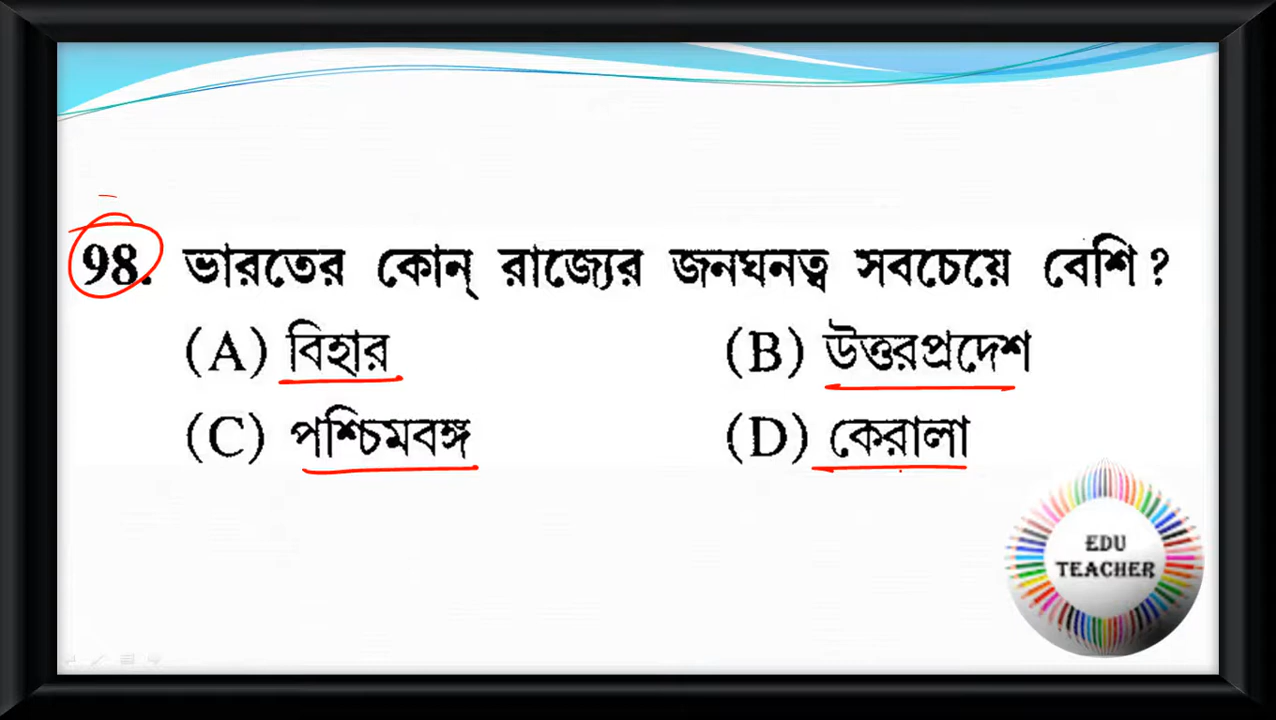 98. ভারতের কোন্ রাজ্যের জনঘনত্ব সবচেয়ে বেশি ?
(A) বিহার (B) উত্তরপ্রদেশ
(C) পশ্চিমবঙ্গ (D) কেরালা
EDU
TEACHER